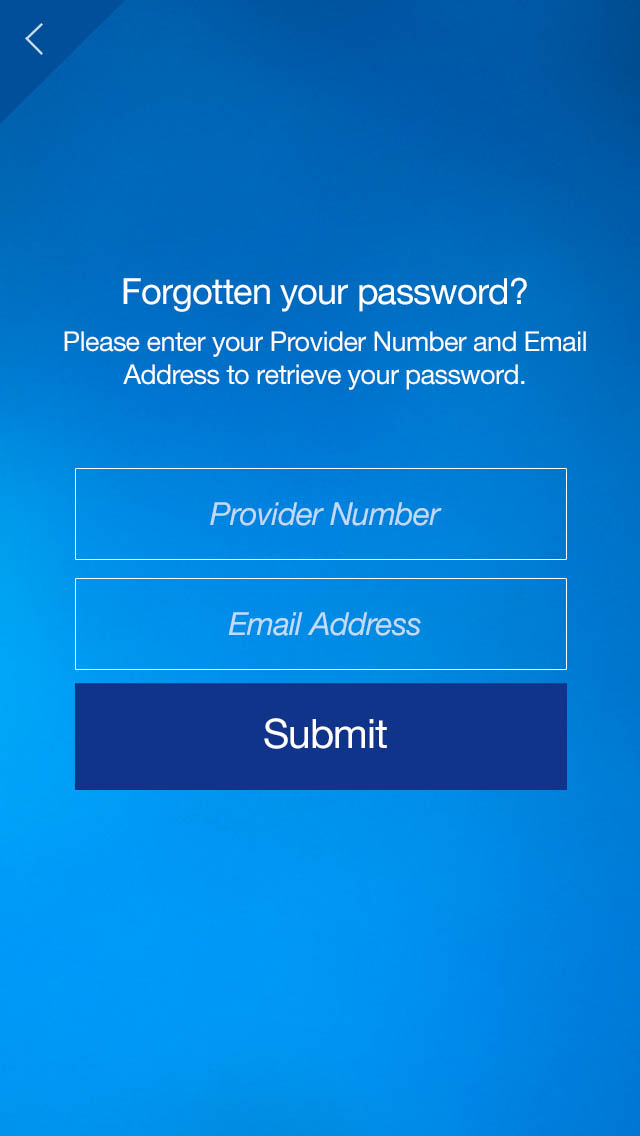 Forgotten your password?
Please enter your Provider Number and Email
Address to retrieve your password.
Provider Number
Email Address
Submit